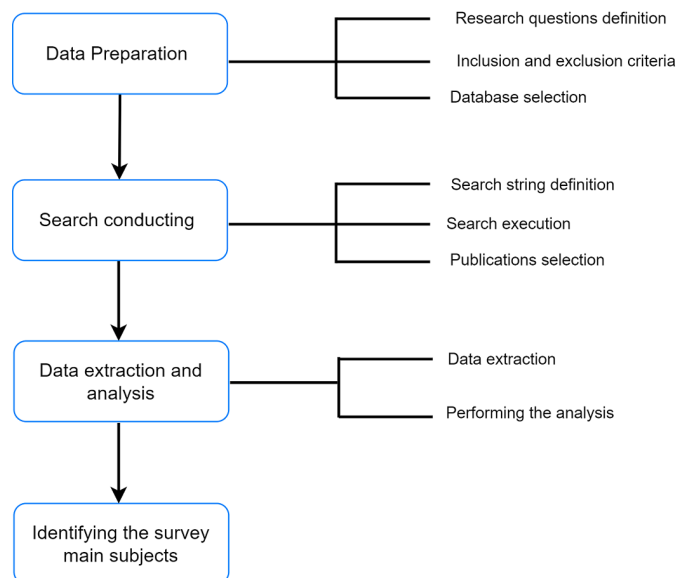 Data Preparation
Research questions definition
Inclusion and exclusion criteria
Database selection
Search conducting
Search string definition
Search execution
Publications selection
Data extraction and
analysis
Data extraction
Performing the analysis
Identifying the survey
main subjects